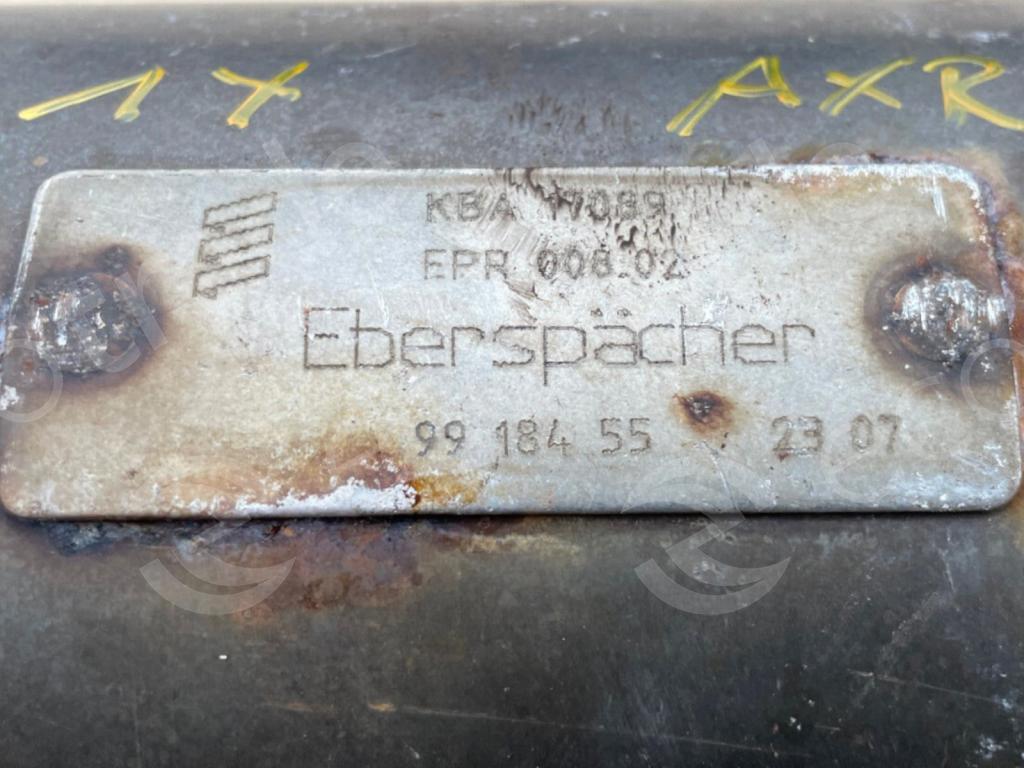 1X AXR
KBA 17089
EPR 008 02
Eberspächer
99 184 55 23 07